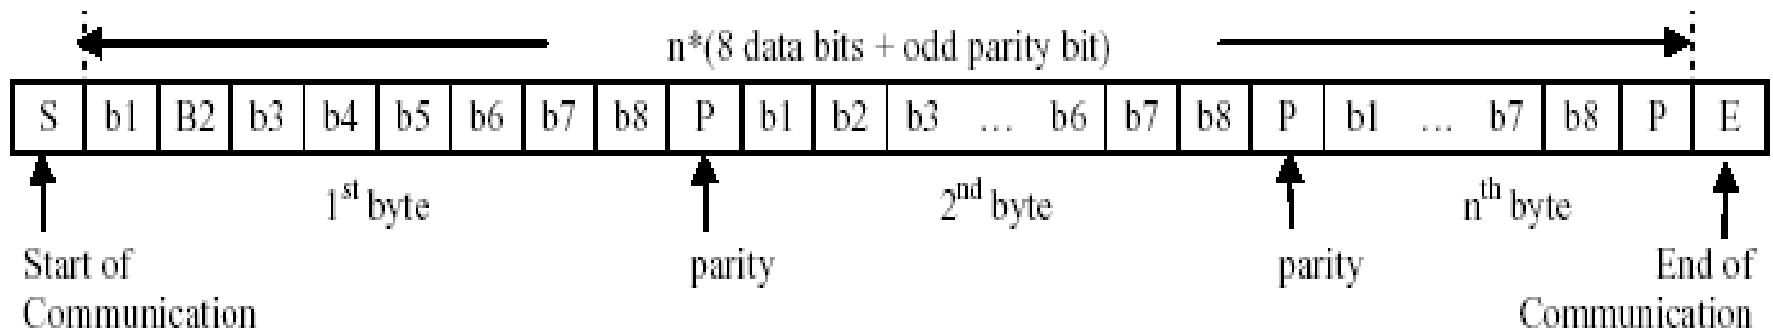 n*(8 data bits + odd parity bit)
S b1 B2 b3 b4 b5 b6 b7 b8 P b1 b2 b3 ... b6 b7 b8 P b1 ... b7 b8 P E
1st byte 2nd byte nth byte
Start of Communication
parity
parity
End of Communication